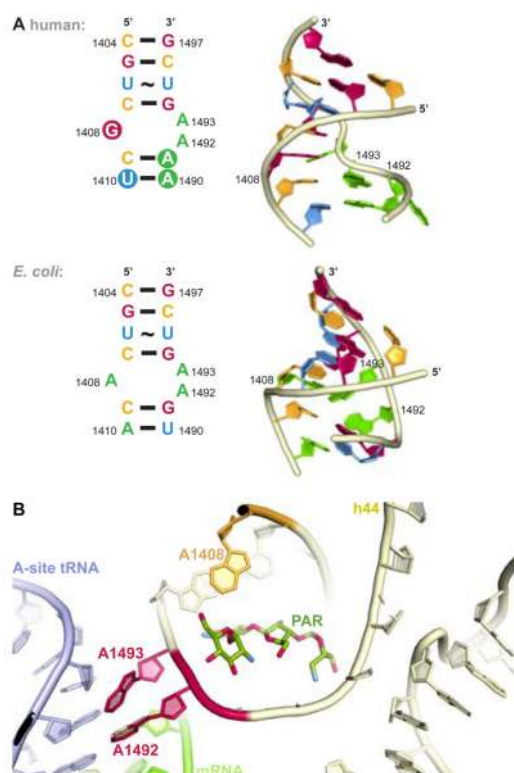 A human:
5' 3'
1404 C G 1497
G C
U ~ U
C G
1408 G A 1493
A 1492
C A
1410 U A 1490
3'
5'
1493
1492
1408
E. coli:
5' 3'
1404 C G 1497
G C
U ~ U
C G
1408 A A 1493
A 1492
C G
1410 A U 1490
3'
1408 1493 5'
1492
B
h44
A1408
A-site tRNA
PAR
A1493
A1492
mRNA